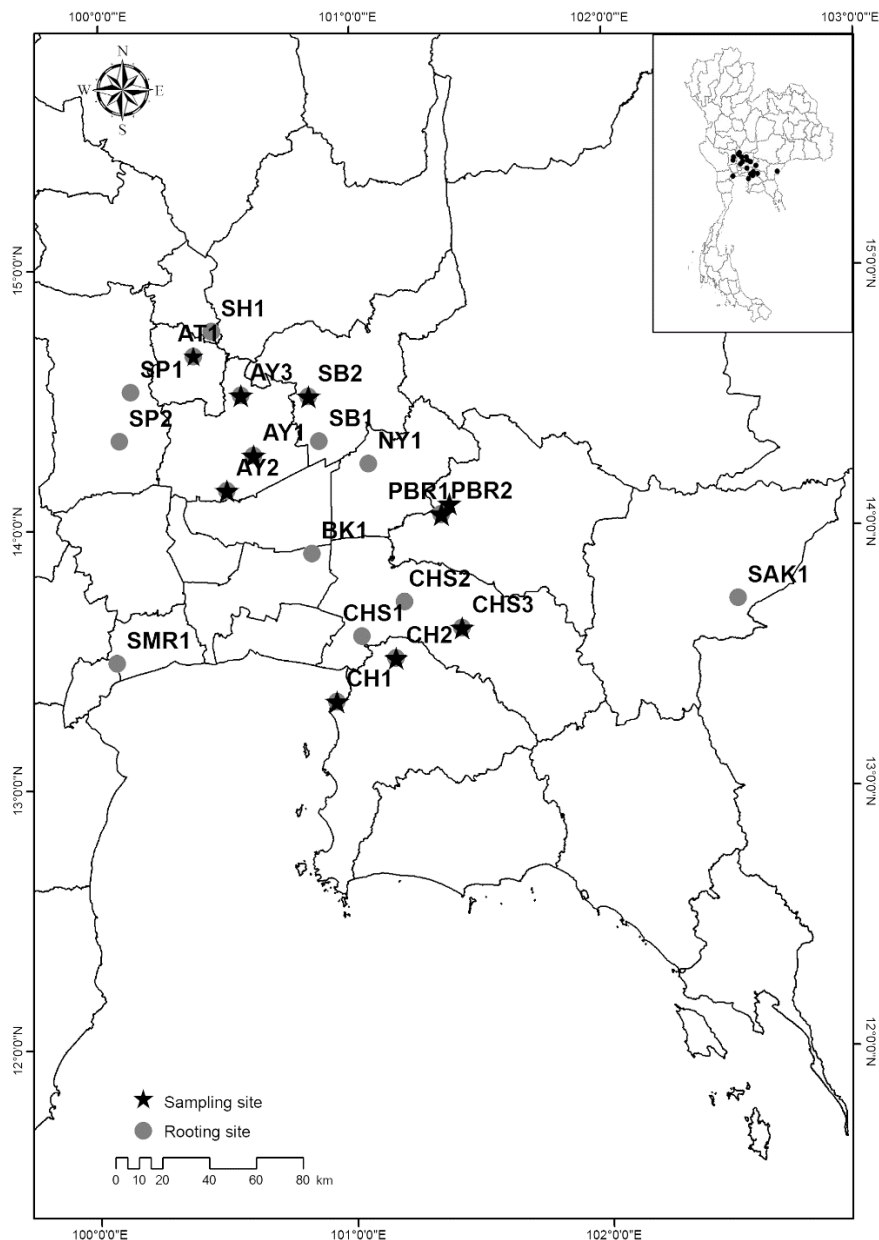 100°0'0"E 101°0'0"E 102°0'0"E 103°0'0"E
N
W E
S
15°0'0"N 15°0'0"N
SH1
AT1
SP1 AY3 SB2
SP2 AY1 SB1 NY1
AY2
PBR1 PBR2
14°0'0"N 14°0'0"N
BK1
CHS2 SAK1
CHS1 CHS3
SMR1 CH2
CH1
13°0'0"N 13°0'0"N
12°0'0"N 12°0'0"N
Sampling site
Rooting site
0 10 20 40 60 80 km
100°0'0"E 101°0'0"E 102°0'0"E